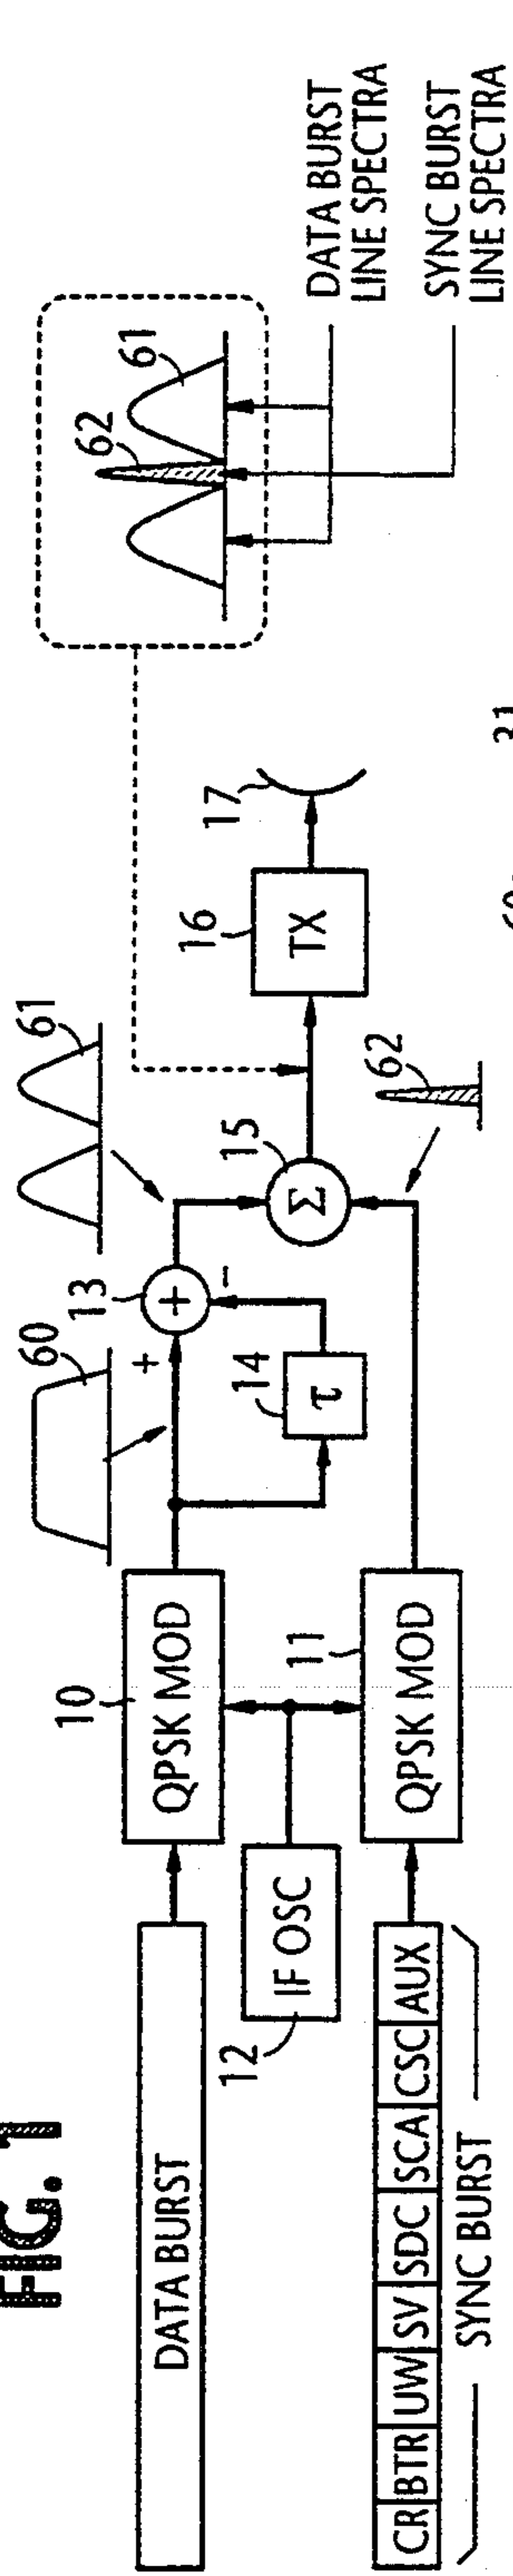 FIG. 1
DATA BURST
10
QPSK MOD
60
+
13
+
−
61
14
τ
12
IF OSC
CR BTR UW SV SDC SCA CSC AUX
SYNC BURST
11
QPSK MOD
15
Σ
62
16
TX
17
62
61
DATA BURST
LINE SPECTRA
SYNC BURST
LINE SPECTRA